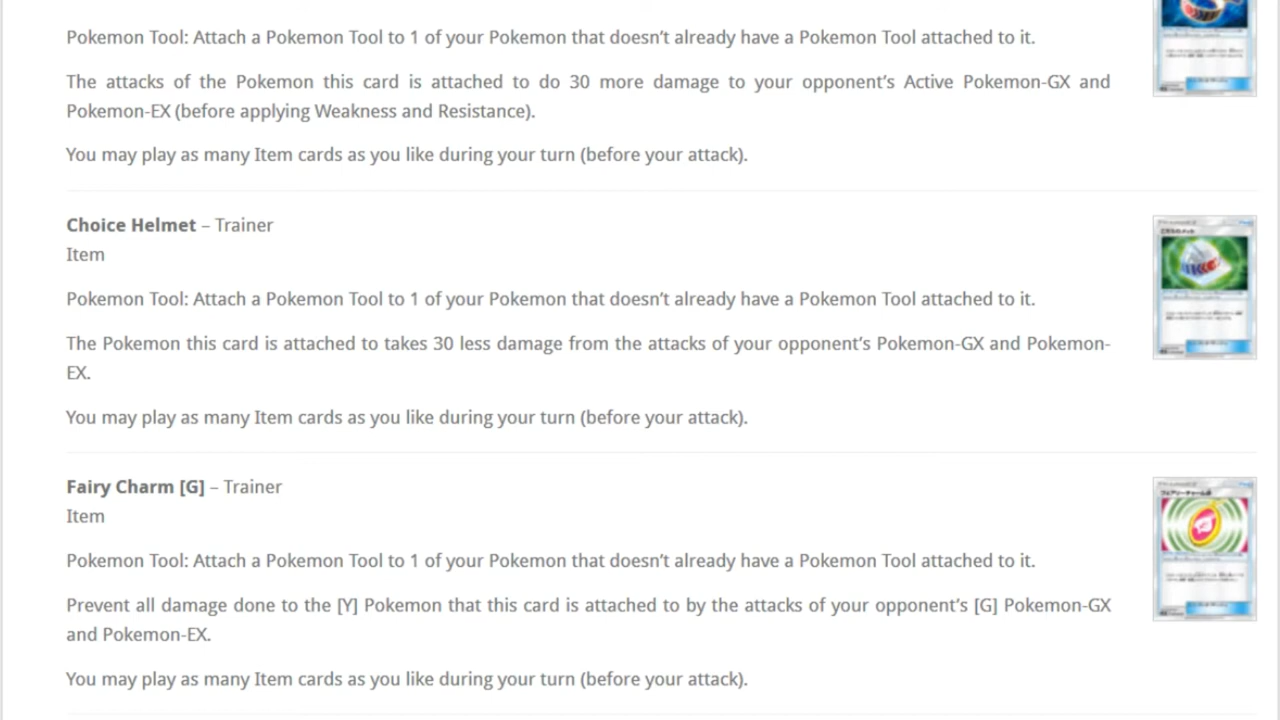 Pokemon Tool: Attach a Pokemon Tool to 1 of your Pokemon that doesn’t already have a Pokemon Tool attached to it.
The attacks of the Pokemon this card is attached to do 30 more damage to your opponent’s Active Pokemon-GX and
Pokemon-EX (before applying Weakness and Resistance).
You may play as many Item cards as you like during your turn (before your attack).
Choice Helmet – Trainer
Item
Pokemon Tool: Attach a Pokemon Tool to 1 of your Pokemon that doesn’t already have a Pokemon Tool attached to it.
The Pokemon this card is attached to takes 30 less damage from the attacks of your opponent’s Pokemon-GX and Pokemon-
EX.
You may play as many Item cards as you like during your turn (before your attack).
Fairy Charm [G] – Trainer
Item
Pokemon Tool: Attach a Pokemon Tool to 1 of your Pokemon that doesn’t already have a Pokemon Tool attached to it.
Prevent all damage done to the [Y] Pokemon that this card is attached to by the attacks of your opponent’s [G] Pokemon-GX
and Pokemon-EX.
You may play as many Item cards as you like during your turn (before your attack).